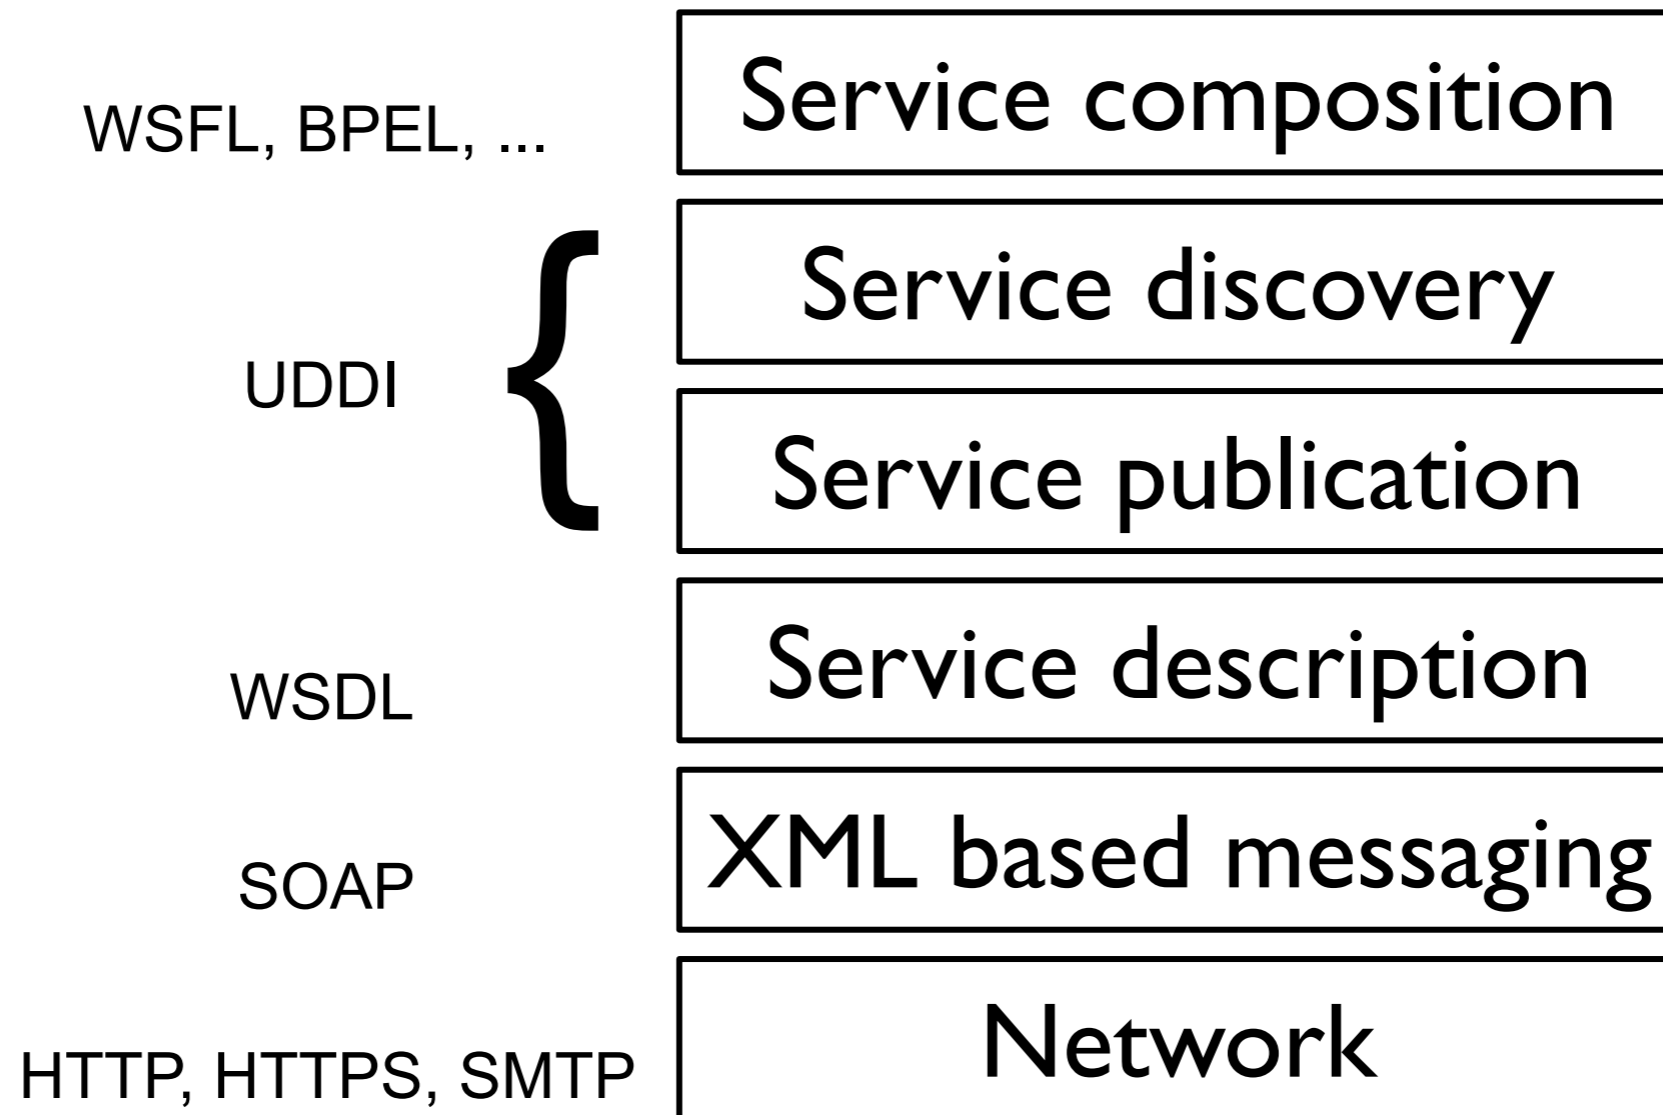 Service composition
WSFL, BPEL, ...
Service discovery
UDDI
{
Service publication
Service description
WSDL
XML based messaging
SOAP
Network
HTTP, HTTPS, SMTP